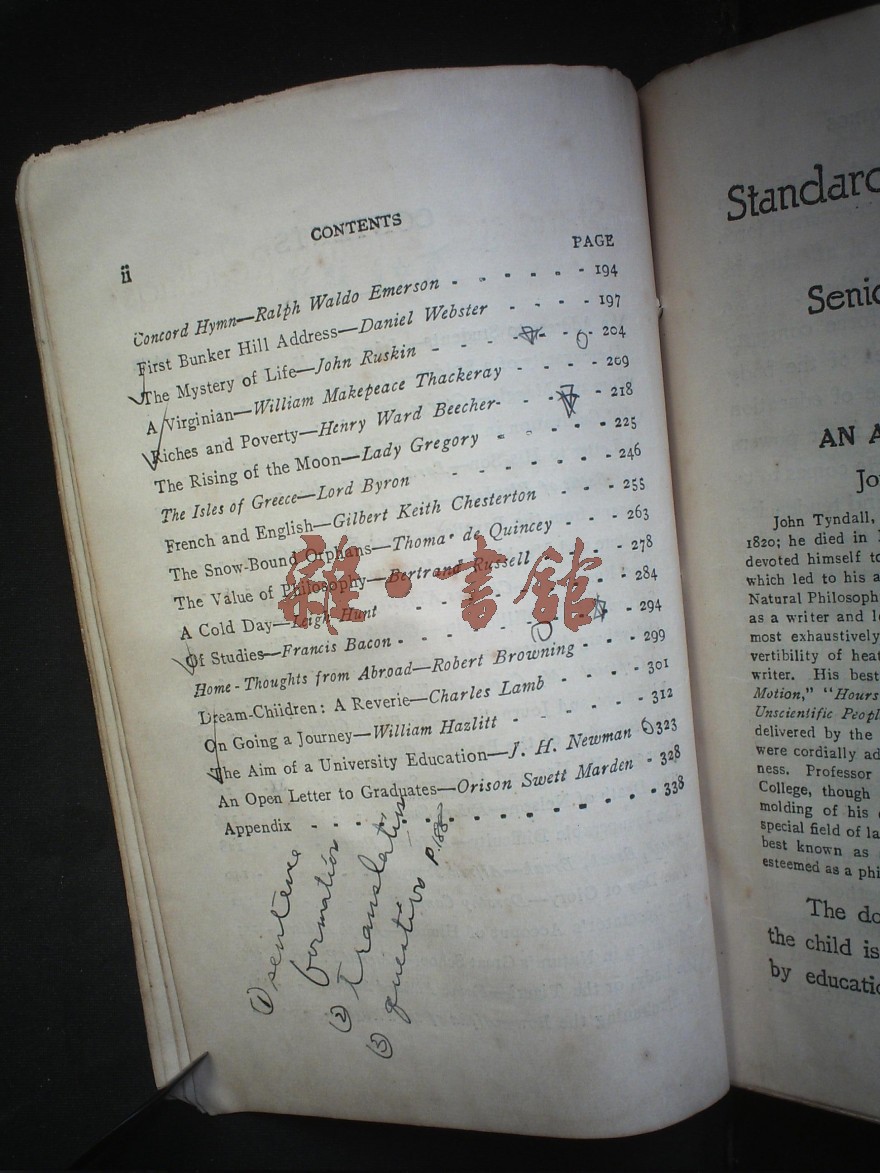 CONTENTS
ii
PAGE
Concord Hymn—Ralph Waldo Emerson - - - - - - 194
First Bunker Hill Address—Daniel Webster - - - - 197
The Mystery of Life—John Ruskin - - - - - - 204
A Virginian—William Makepeace Thackeray - - - - 209
Riches and Poverty—Henry Ward Beecher- - - - 218
The Rising of the Moon—Lady Gregory - - - - - 225
The Isles of Greece—Lord Byron - - - - - - 246
French and English—Gilbert Keith Chesterton - - - 255
The Snow-Bound Orphans—Thomas de Quincey - - - 263
The Value of Philosophy—Bertrand Russell - - - - 278
A Cold Day—Leigh Hunt - - - - - - - 284
Of Studies—Francis Bacon - - - - - - - 294
Home-Thoughts from Abroad—Robert Browning - - - 299
Dream-Children: A Reverie—Charles Lamb - - - - 301
On Going a Journey—William Hazlitt - - - - - 312
The Aim of a University Education—J. H. Newman 323
An Open Letter to Graduates—Orison Swett Marden - 328
Appendix - - - - - - - - - - - - 338
① sentence
formation
② Translation
③ question P.188
雜·書館
Standard
Senio
AN A
Jo
John Tyndall,
1820; he died in
devoted himself to
which led to his a
Natural Philosoph
as a writer and le
most exhaustively
vertibility of heat
writer. His best
Motion," "Hours
Unscientific Peopl
delivered by the
were cordially ad
ness. Professor
College, though
molding of his
special field of la
best known as
esteemed as a phi
The do
the child is
by educatio